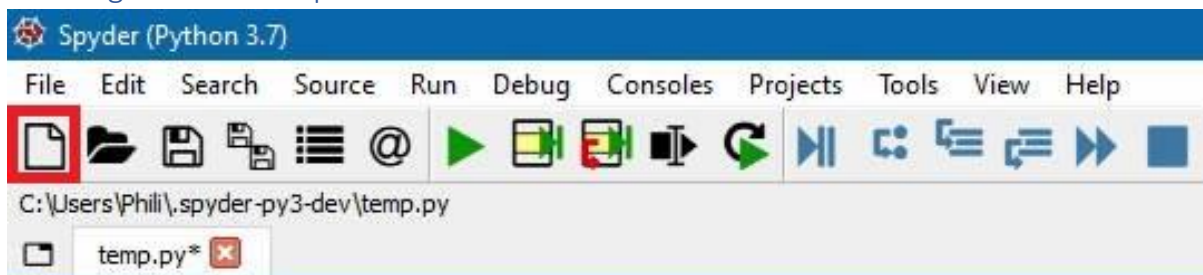 Spyder (Python 3.7)
File Edit Search Source Run Debug Consoles Projects Tools View Help
@
C:\Users\Phili\.spyder-py3-dev\temp.py
temp.py*